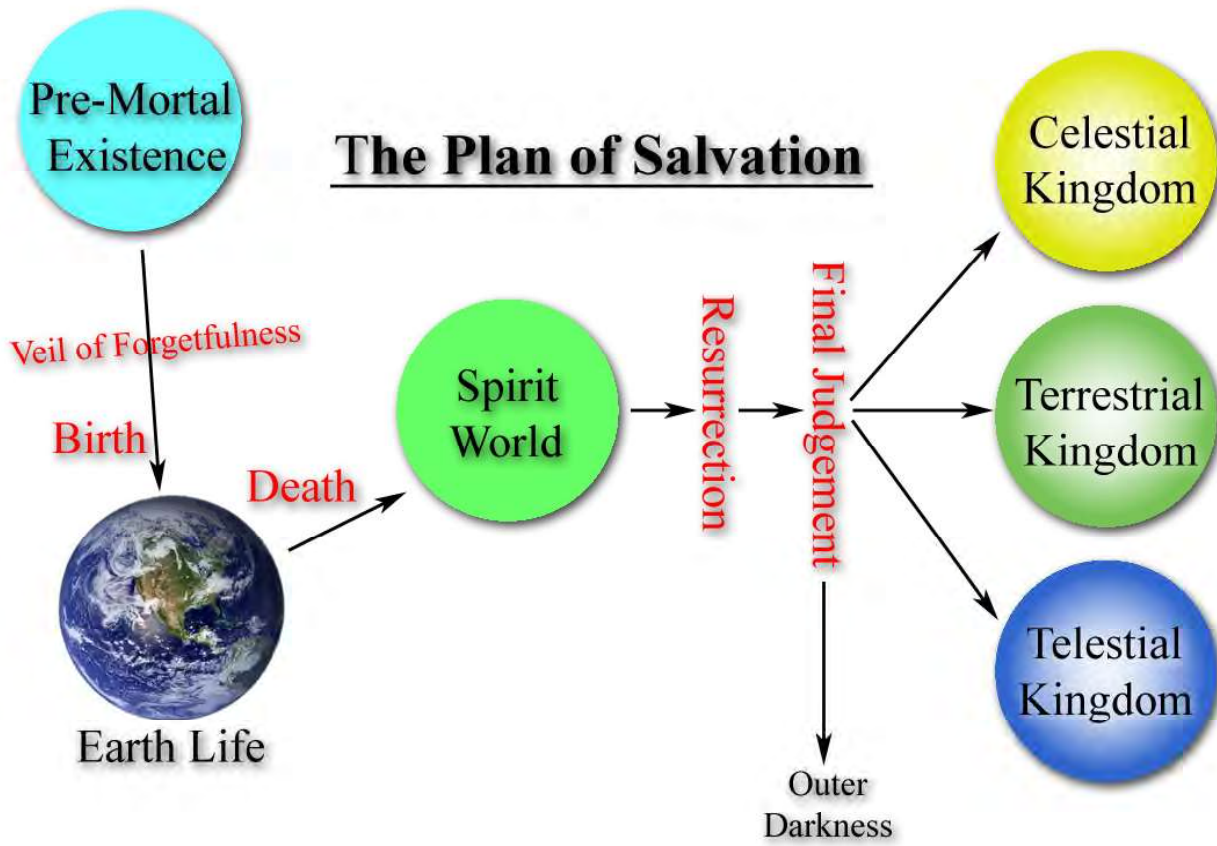 Pre-Mortal
Existence
The Plan of Salvation
Celestial
Kingdom
Veil of Forgetfulness
Birth
Death
Earth Life
Spirit
World
Resurrection
Final Judgement
Terrestrial
Kingdom
Telestial
Kingdom
Outer
Darkness